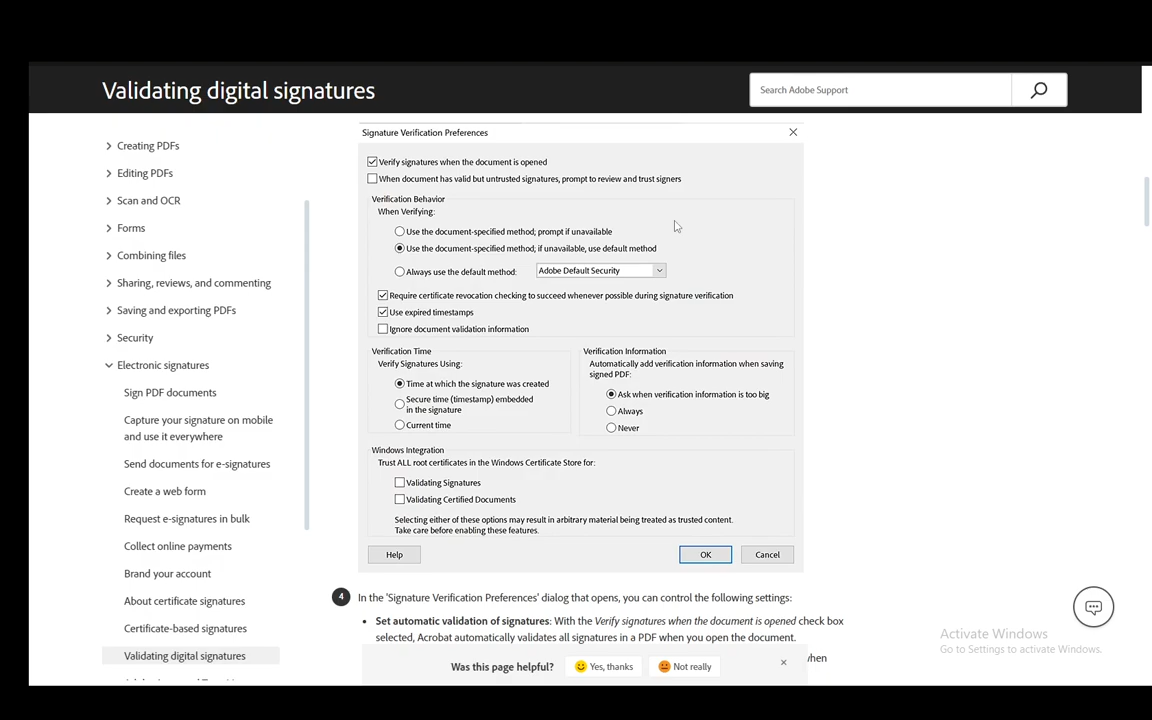 Validating digital signatures
Search Adobe Support
Creating PDFs
Editing PDFs
Scan and OCR
Forms
Combining files
Sharing, reviews, and commenting
Saving and exporting PDFs
Security
Electronic signatures
Sign PDF documents
Capture your signature on mobile
and use it everywhere
Send documents for e-signatures
Create a web form
Request e-signatures in bulk
Collect online payments
Brand your account
About certificate signatures
Certificate-based signatures
Validating digital signatures
Signature Verification Preferences
Verify signatures when the document is opened
When document has valid but untrusted signatures, prompt to review and trust signers
Verification Behavior
When Verifying:
Use the document-specified method; prompt if unavailable
Use the document-specified method; if unavailable, use default method
Always use the default method: Adobe Default Security
Require certificate revocation checking to succeed whenever possible during signature verification
Use expired timestamps
Ignore document validation information
Verification Time
Verify Signatures Using:
Time at which the signature was created
Secure time (timestamp) embedded
in the signature
Current time
Verification Information
Automatically add verification information when saving
signed PDF:
Ask when verification information is too big
Always
Never
Windows Integration
Trust ALL root certificates in the Windows Certificate Store for:
Validating Signatures
Validating Certified Documents
Selecting either of these options may result in arbitrary material being treated as trusted content.
Take care before enabling these features.
Help
OK
Cancel
4 In the 'Signature Verification Preferences' dialog that opens, you can control the following settings:
• Set automatic validation of signatures: With the Verify signatures when the document is opened check box
selected, Acrobat automatically validates all signatures in a PDF when you open the document.
when
Was this page helpful? Yes, thanks Not really
Activate Windows
Go to Settings to activate Windows.